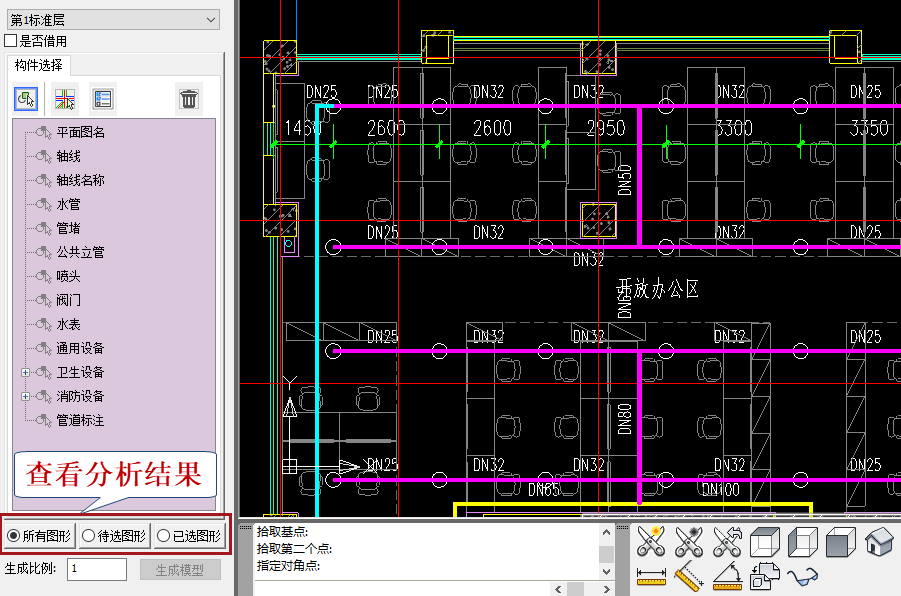 第1标准层
是否借用
构件选择
平面图名
轴线
轴线名称
水管
管堵
公共立管
喷头
阀门
水表
通用设备
卫生设备
消防设备
管道标注
查看分析结果
所有图形 待选图形 已选图形
生成比例: 1 生成模型
DN25 DN25 DN32 DN32 DN32 DN25
2600 2600 2950 3300 3350
DN50
DN25 DN32 DN32 DN25
DN32
开放办公区
DN25 DN32 DN32 DN32 DN25
DN80
DN25 DN32 DN32 DN32 DN25
DN65 DN100
Y
拾取基点:
拾取第二个点:
指定对角点: